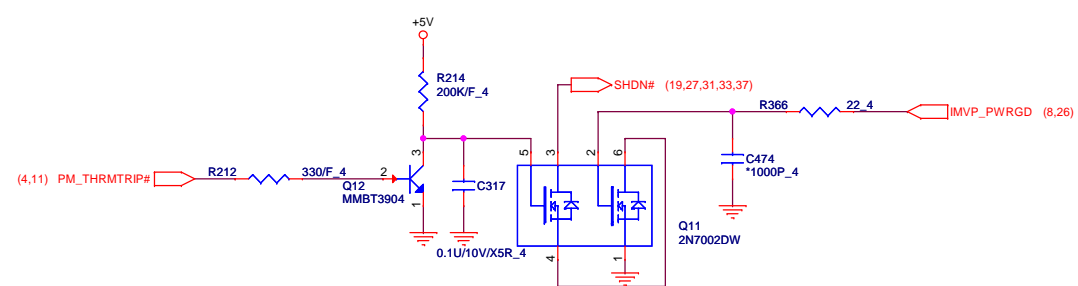 +5V
R214
200K/F_4
SHDN# (19,27,31,33,37)
R366 22_4
IMVP_PWRGD (8,26)
5 3 2 6
C474
*1000P_4
(4,11) PM_THRMTRIP#
R212 330/F_4
3
2
1
Q12
MMBT3904
C317
0.1U/10V/X5R_4
Q11
2N7002DW
4 1